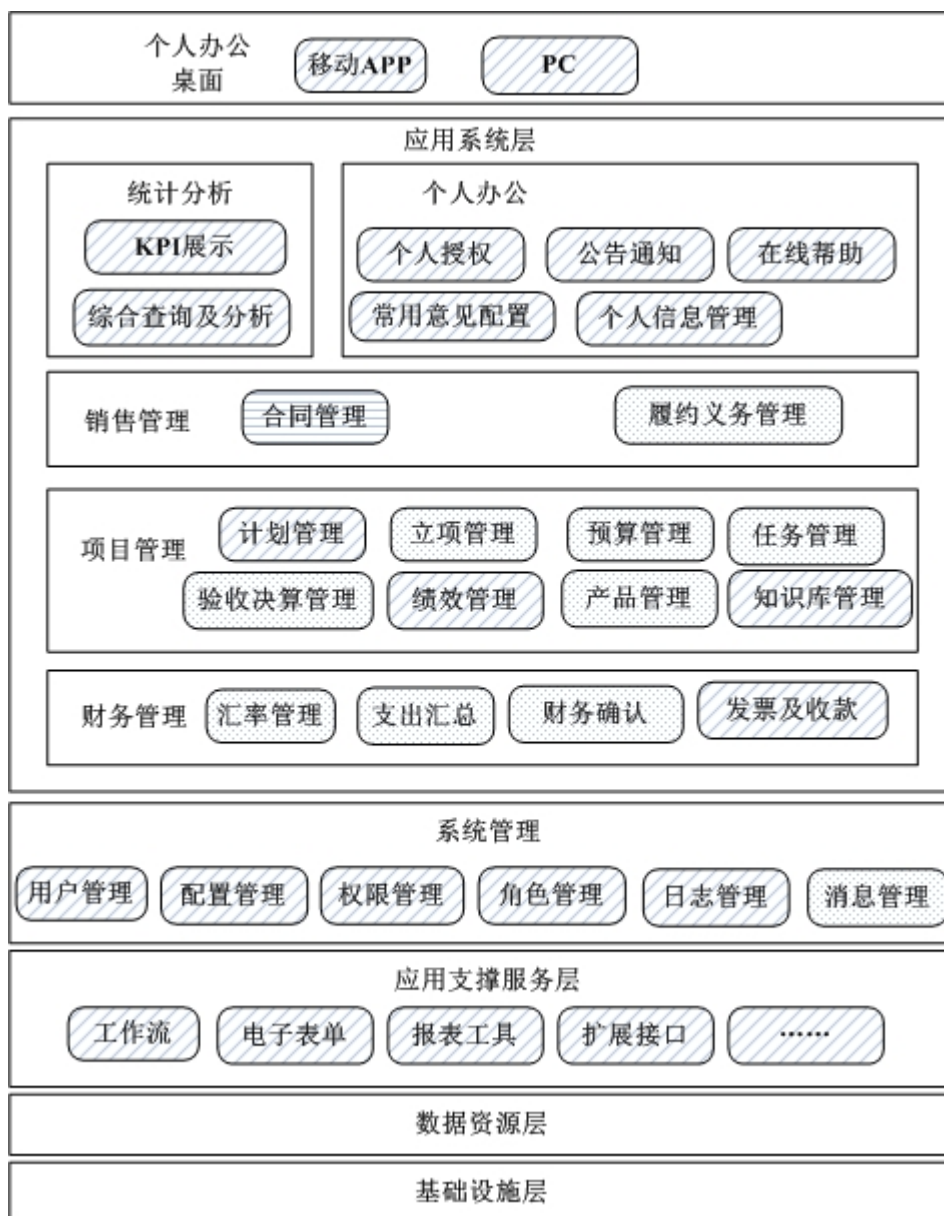 个人办公
桌面
移动APP
PC
应用系统层
统计分析
KPI展示
综合查询及分析
个人办公
个人授权
公告通知
在线帮助
常用意见配置
个人信息管理
销售管理
合同管理
履约义务管理
项目管理
计划管理
立项管理
预算管理
任务管理
验收决算管理
绩效管理
产品管理
知识库管理
财务管理
汇率管理
支出汇总
财务确认
发票及收款
系统管理
用户管理
配置管理
权限管理
角色管理
日志管理
消息管理
应用支撑服务层
工作流
电子表单
报表工具
扩展接口
……
数据资源层
基础设施层